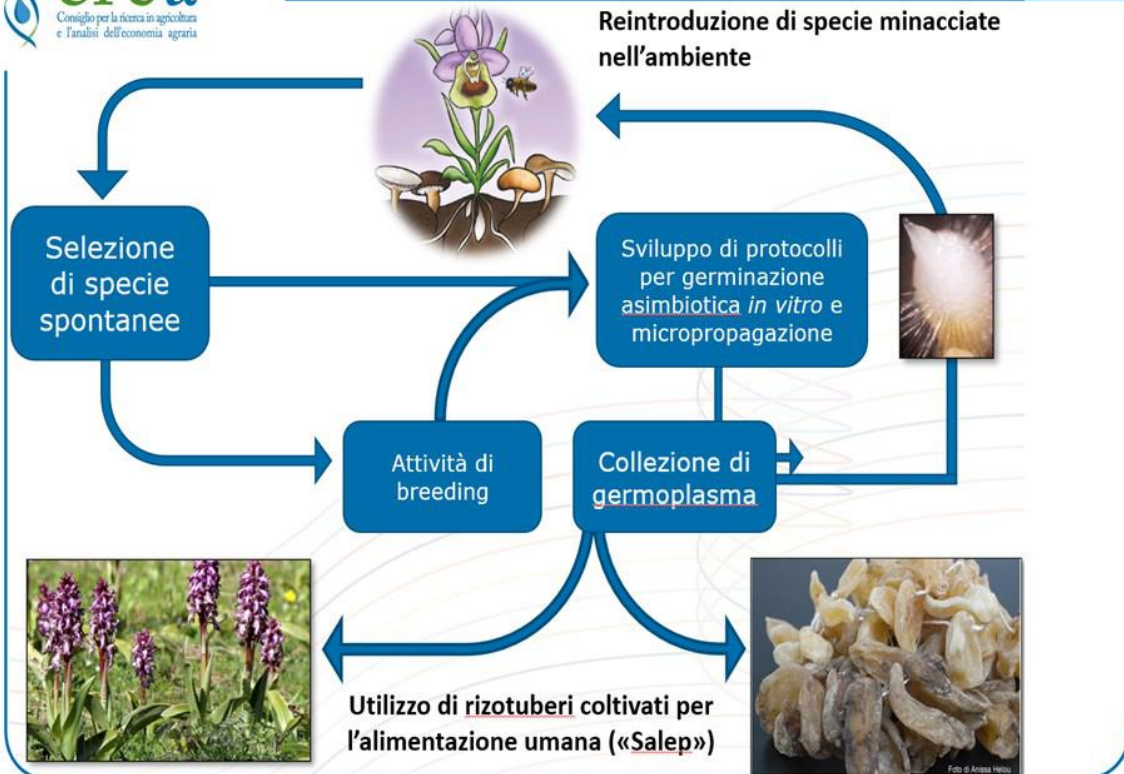 Consiglio per la ricerca in agricoltura
e l'analisi dell'economia agraria
Reintroduzione di specie minacciate
nell'ambiente
Selezione
di specie
spontanee
Sviluppo di protocolli
per germinazione
asimbiotica in vitro e
micropropagazione
Attività di
breeding
Collezione di
germoplasma
Utilizzo di rizotuberi coltivati per
l'alimentazione umana («Salep»)
Foto di Anissa Helou